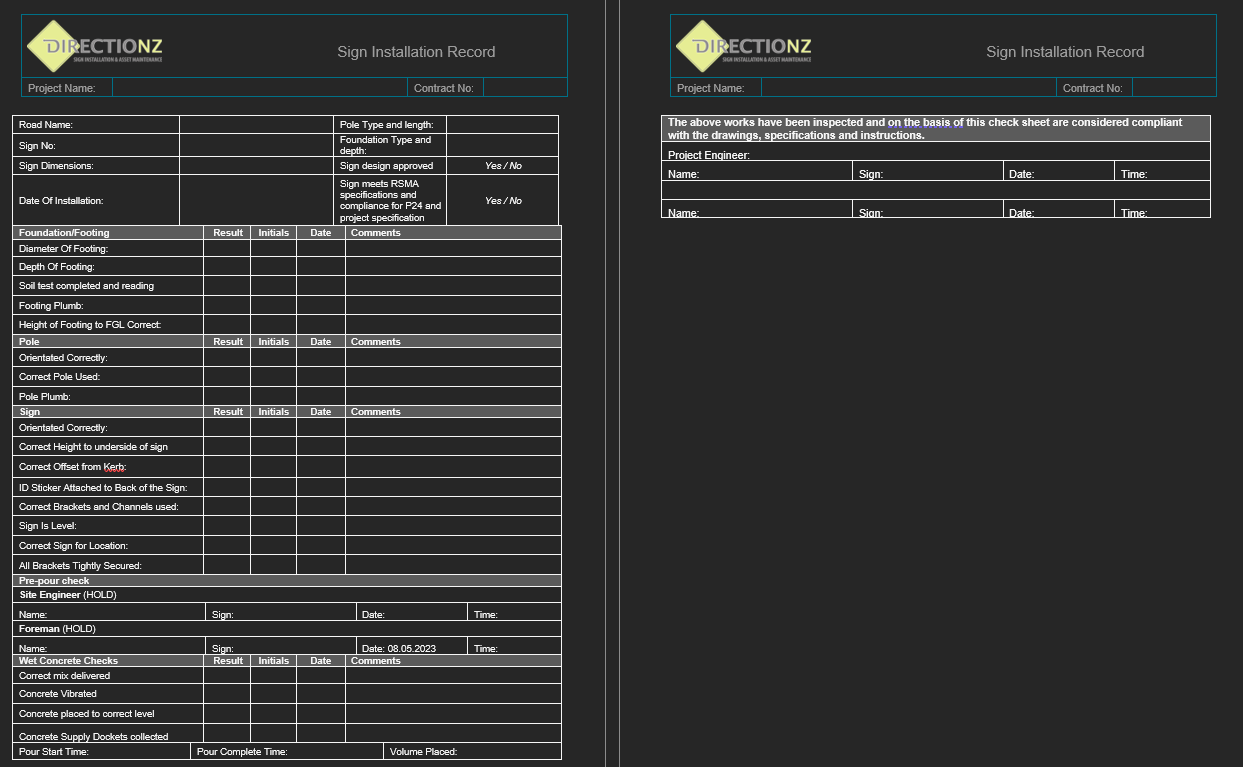 DIRECTIONZ
SIGN INSTALLATION & ASSET MAINTENANCE
Sign Installation Record
Project Name:
Contract No:
Road Name:
Pole Type and length:
Sign No:
Foundation Type and
depth:
Sign Dimensions:
Sign design approved
Yes / No
Date Of Installation:
Sign meets RSMA
specifications and
compliance for P24 and
project specification
Yes / No
Foundation/Footing Result Initials Date Comments
Diameter Of Footing:
Depth Of Footing:
Soil test completed and reading
Footing Plumb:
Height of Footing to FGL Correct:
Pole Result Initials Date Comments
Orientated Correctly:
Correct Pole Used:
Pole Plumb:
Sign Result Initials Date Comments
Orientated Correctly:
Correct Height to underside of sign
Correct Offset from Kerb:
ID Sticker Attached to Back of the Sign:
Correct Brackets and Channels used:
Sign Is Level:
Correct Sign for Location:
All Brackets Tightly Secured:
Pre-pour check
Site Engineer (HOLD)
Name: Sign: Date: Time:
Foreman (HOLD)
Name: Sign: Date: 08.05.2023 Time:
Wet Concrete Checks Result Initials Date Comments
Correct mix delivered
Concrete Vibrated
Concrete placed to correct level
Concrete Supply Dockets collected
Pour Start Time: Pour Complete Time: Volume Placed:
DIRECTIONZ
SIGN INSTALLATION & ASSET MAINTENANCE
Sign Installation Record
Project Name:
Contract No:
The above works have been inspected and on the basis of this check sheet are considered compliant
with the drawings, specifications and instructions.
Project Engineer:
Name: Sign: Date: Time:
Name: Sign: Date: Time: